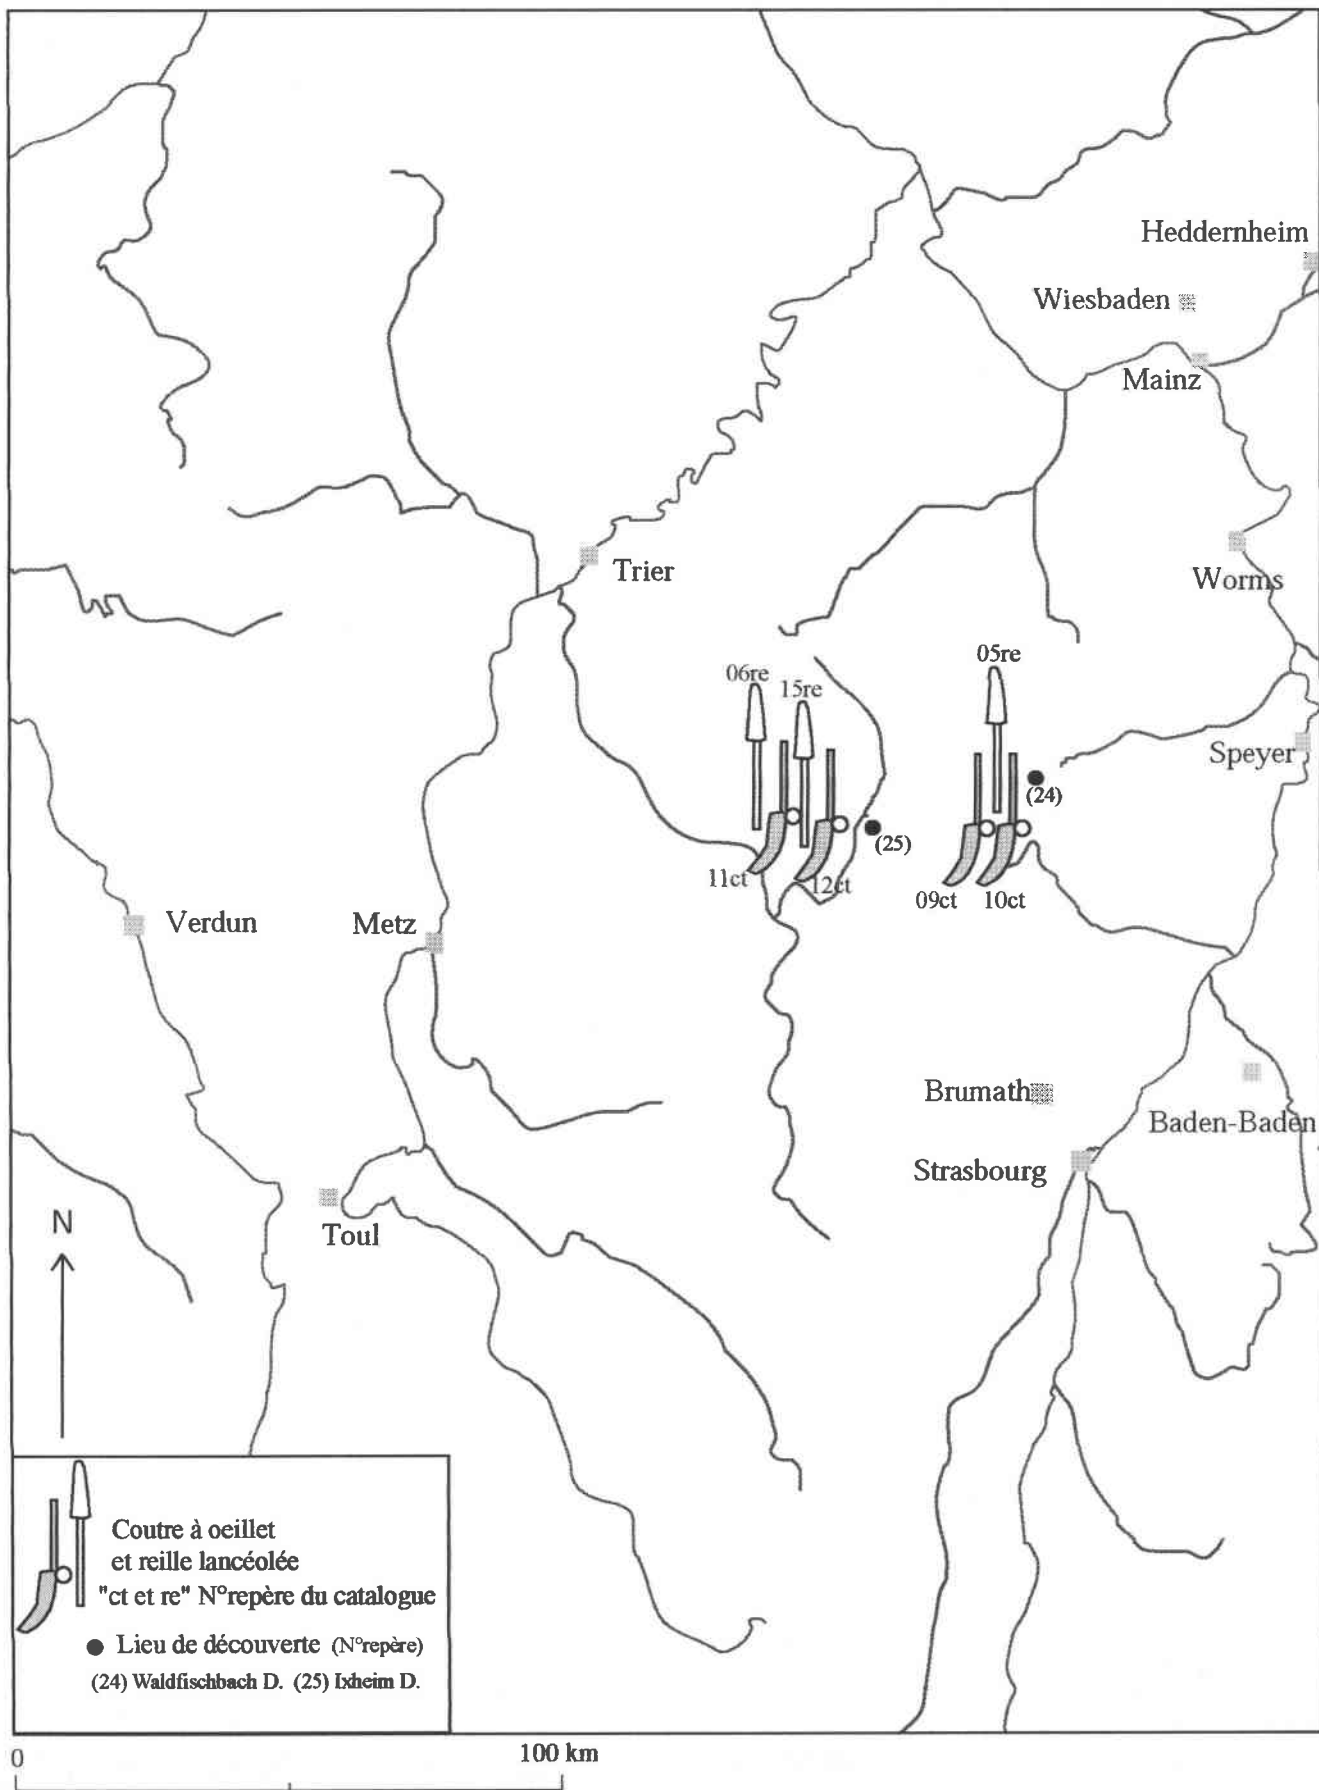 Heddernheim
Wiesbaden
Mainz
Trier
Worms
05re
06re
15re
Speyer
(24)
(25)
11ct
12ct
09ct
10ct
Verdun
Metz
Brumath
Baden-Baden
Strasbourg
N
Toul
Coutre à oeillet
et reille lancéolée
"ct et re" N°repère du catalogue
Lieu de découverte (N°repère)
(24) Waldfischbach D. (25) Ixheim D.
0
100 km